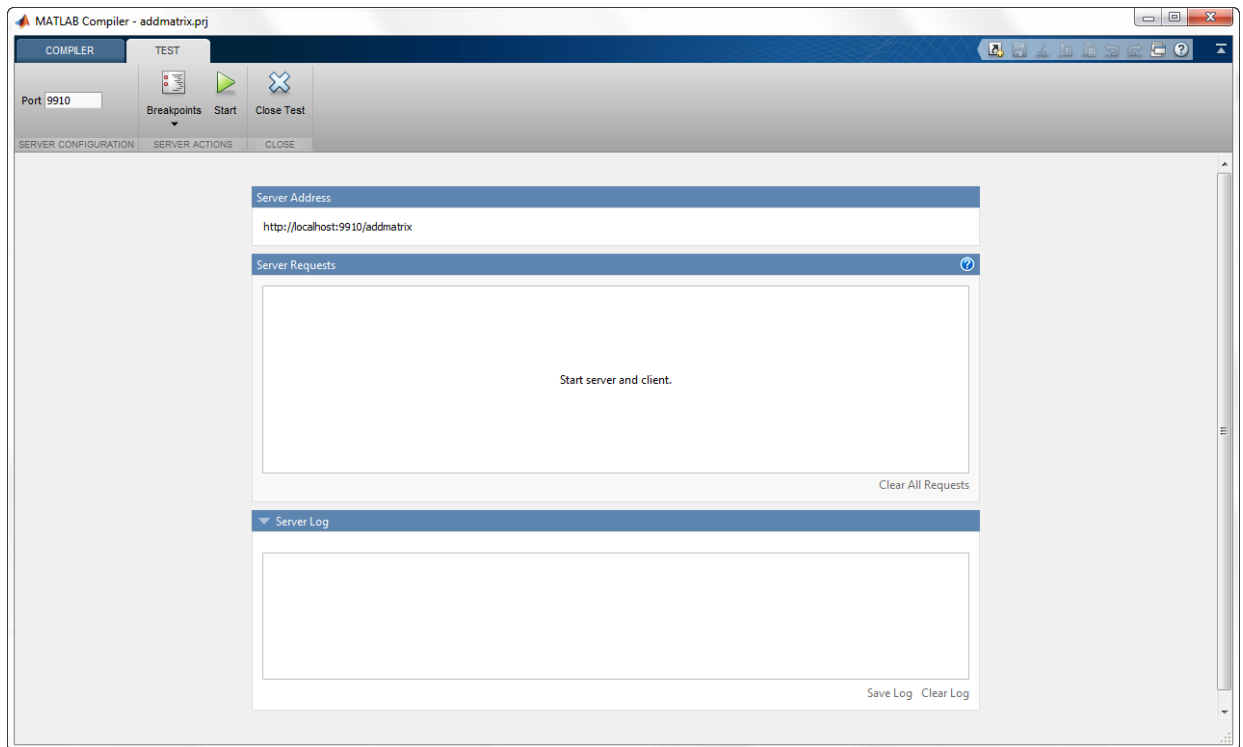 MATLAB Compiler - addmatrix.prj
COMPILER TEST
Port 9910
Breakpoints Start Close Test
SERVER CONFIGURATION SERVER ACTIONS CLOSE
Server Address
http://localhost:9910/addmatrix
Server Requests
Start server and client.
Clear All Requests
Server Log
Save Log Clear Log